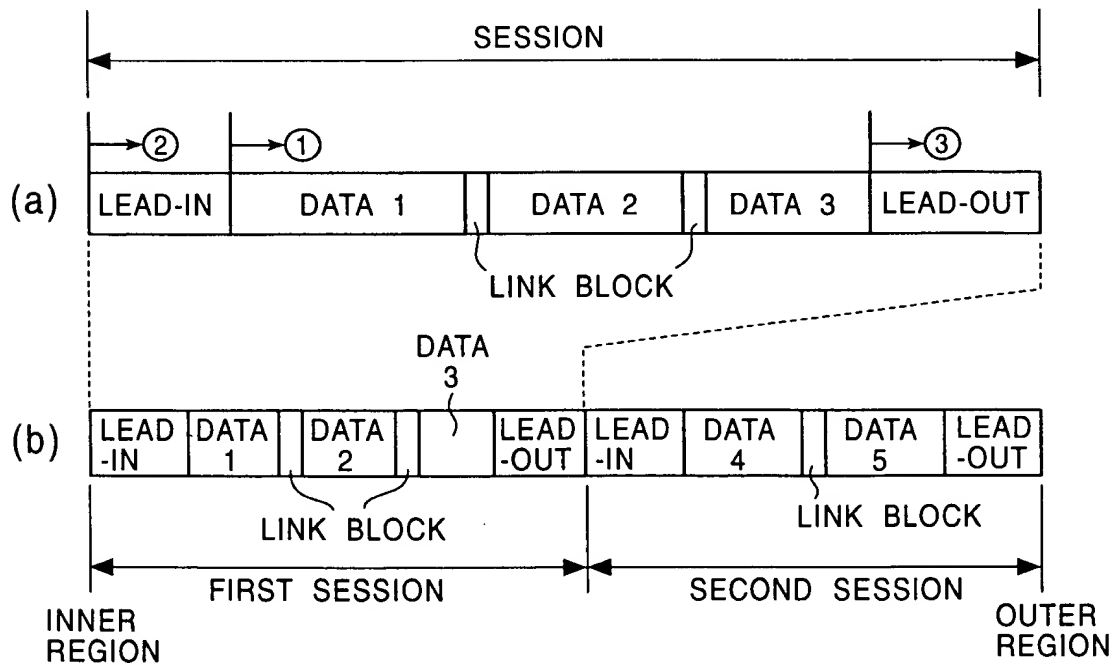 SESSION
② ① ③
(a) LEAD-IN DATA 1 DATA 2 DATA 3 LEAD-OUT
LINK BLOCK
DATA
3
(b) LEAD
-IN DATA
1 DATA
2 LEAD
-OUT LEAD
-IN DATA
4 DATA
5 LEAD
-OUT
LINK BLOCK LINK BLOCK
FIRST SESSION SECOND SESSION
INNER
REGION
OUTER
REGION